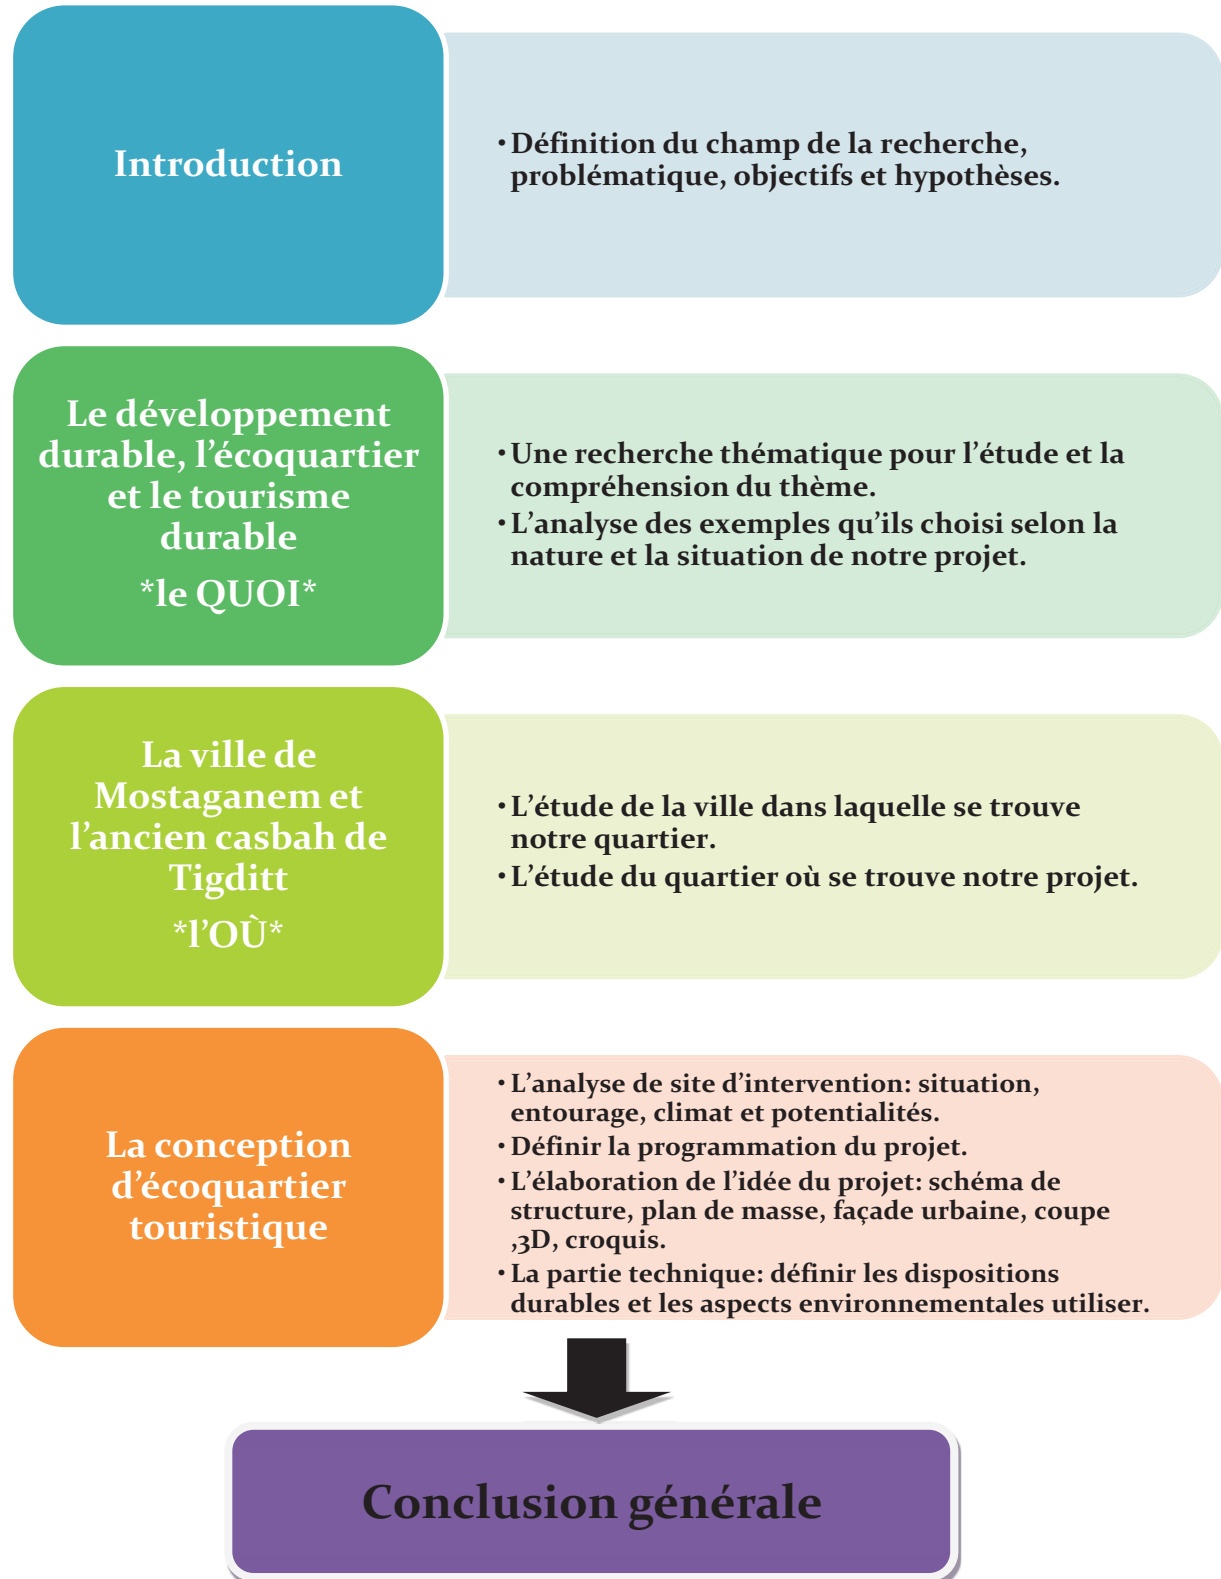 Introduction
•Définition du champ de la recherche,
problématique, objectifs et hypothèses.
Le développement
durable, l’écoquartier
et le tourisme
durable
*le QUOI*
•Une recherche thématique pour l’étude et la
compréhension du thème.
•L’analyse des exemples qu’ils choisi selon la
nature et la situation de notre projet.
La ville de
Mostaganem et
l’ancien casbah de
Tigditt
*l’OÙ*
•L’étude de la ville dans laquelle se trouve
notre quartier.
•L’étude du quartier où se trouve notre projet.
La conception
d’écoquartier
touristique
•L’analyse de site d’intervention: situation,
entourage, climat et potentialités.
•Définir la programmation du projet.
•L’élaboration de l’idée du projet: schéma de
structure, plan de masse, façade urbaine, coupe
,3D, croquis.
•La partie technique: définir les dispositions
durables et les aspects environnementales utiliser.
Conclusion générale